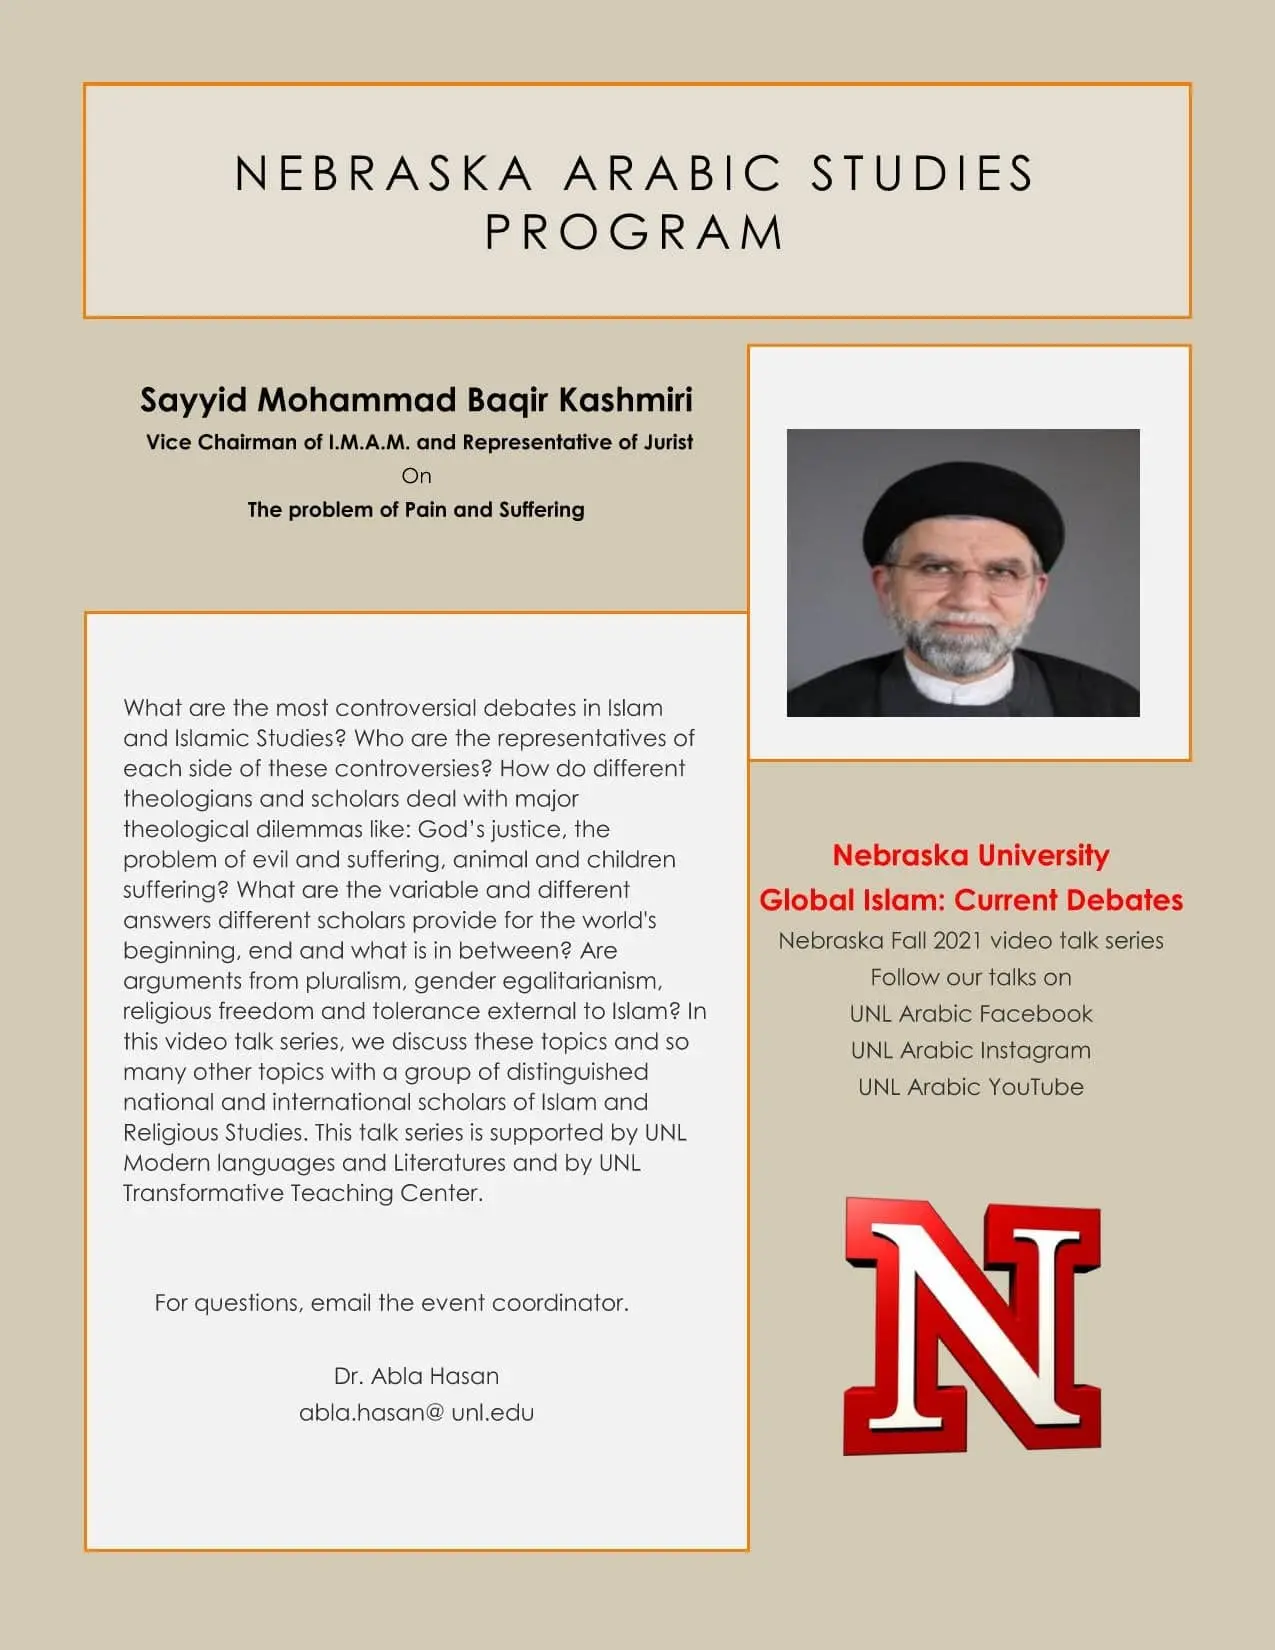 NEBRASKA ARABIC STUDIES
PROGRAM
Sayyid Mohammad Baqir Kashmiri
Vice Chairman of I.M.A.M. and Representative of Jurist
On
The problem of Pain and Suffering
What are the most controversial debates in Islam
and Islamic Studies? Who are the representatives of
each side of these controversies? How do different
theologians and scholars deal with major
theological dilemmas like: God’s justice, the
problem of evil and suffering, animal and children
suffering? What are the variable and different
answers different scholars provide for the world's
beginning, end and what is in between? Are
arguments from pluralism, gender egalitarianism,
religious freedom and tolerance external to Islam? In
this video talk series, we discuss these topics and so
many other topics with a group of distinguished
national and international scholars of Islam and
Religious Studies. This talk series is supported by UNL
Modern languages and Literatures and by UNL
Transformative Teaching Center.
For questions, email the event coordinator.
Dr. Abla Hasan
abla.hasan@ unl.edu
Nebraska University
Global Islam: Current Debates
Nebraska Fall 2021 video talk series
Follow our talks on
UNL Arabic Facebook
UNL Arabic Instagram
UNL Arabic YouTube
N